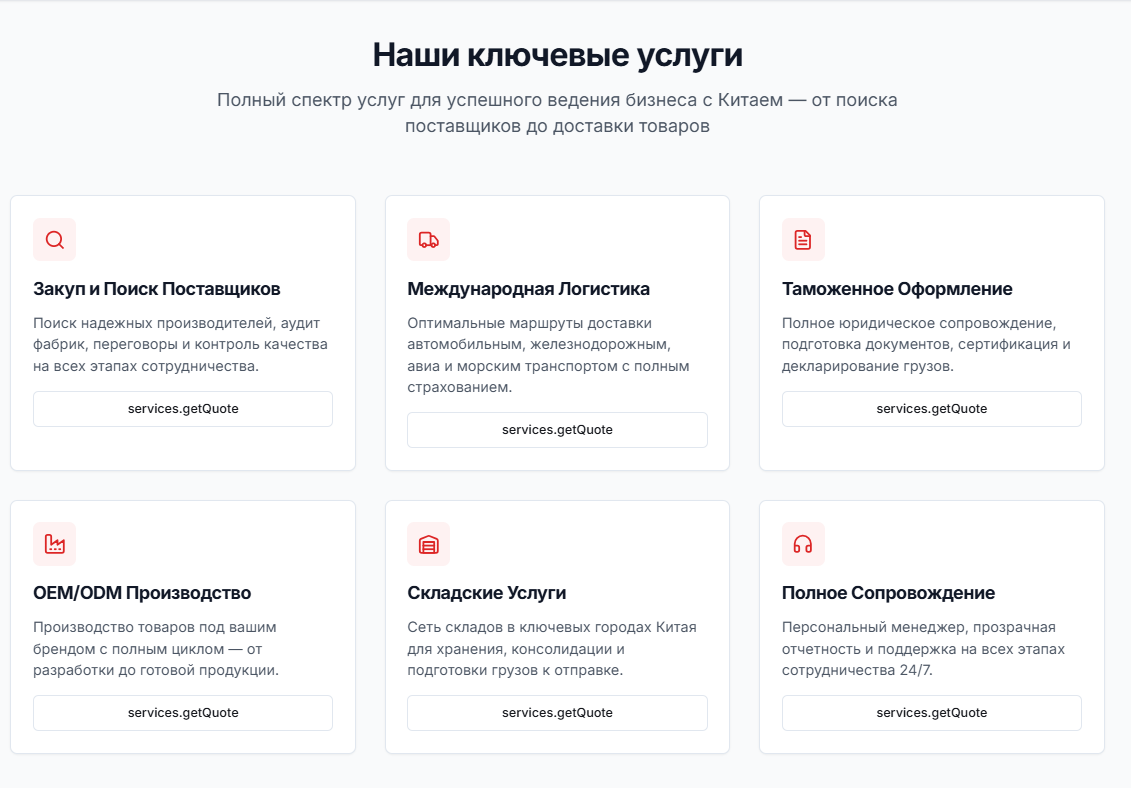 Наши ключевые услуги
Полный спектр услуг для успешного ведения бизнеса с Китаем — от поиска
поставщиков до доставки товаров
Закуп и Поиск Поставщиков
Поиск надежных производителей, аудит
фабрик, переговоры и контроль качества
на всех этапах сотрудничества.
services.getQuote
Международная Логистика
Оптимальные маршруты доставки
автомобильным, железнодорожным,
авиа и морским транспортом с полным
страхованием.
services.getQuote
Таможенное Оформление
Полное юридическое сопровождение,
подготовка документов, сертификация и
декларирование грузов.
services.getQuote
OEM/ODM Производство
Производство товаров под вашим
брендом с полным циклом — от
разработки до готовой продукции.
services.getQuote
Складские Услуги
Сеть складов в ключевых городах Китая
для хранения, консолидации и
подготовки грузов к отправке.
services.getQuote
Полное Сопровождение
Персональный менеджер, прозрачная
отчетность и поддержка на всех этапах
сотрудничества 24/7.
services.getQuote